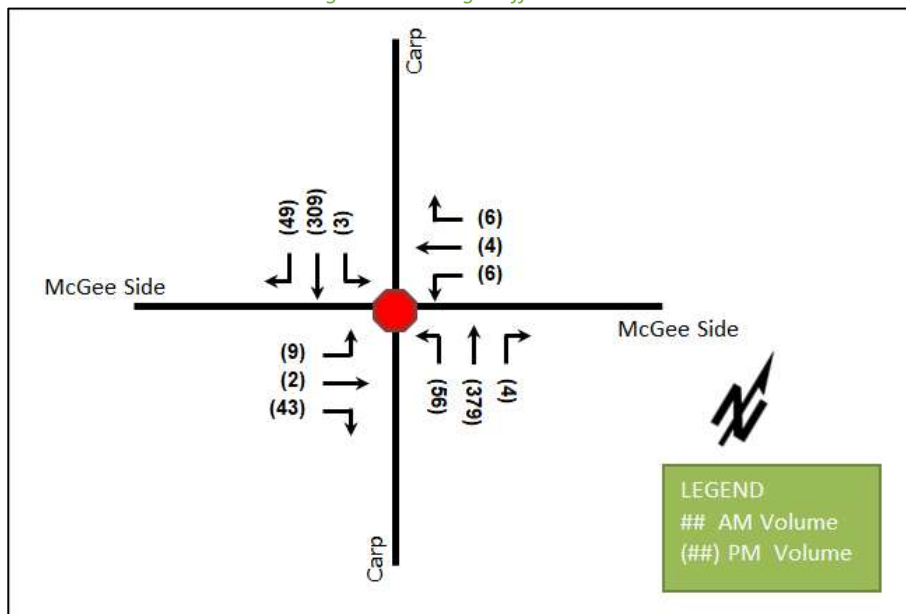 Carp
(49)
(309)
(3)
(6)
(4)
(6)
McGee Side
McGee Side
(9)
(2)
(43)
(56)
(379)
(4)
N
LEGEND
## AM Volume
(##) PM Volume
Carp